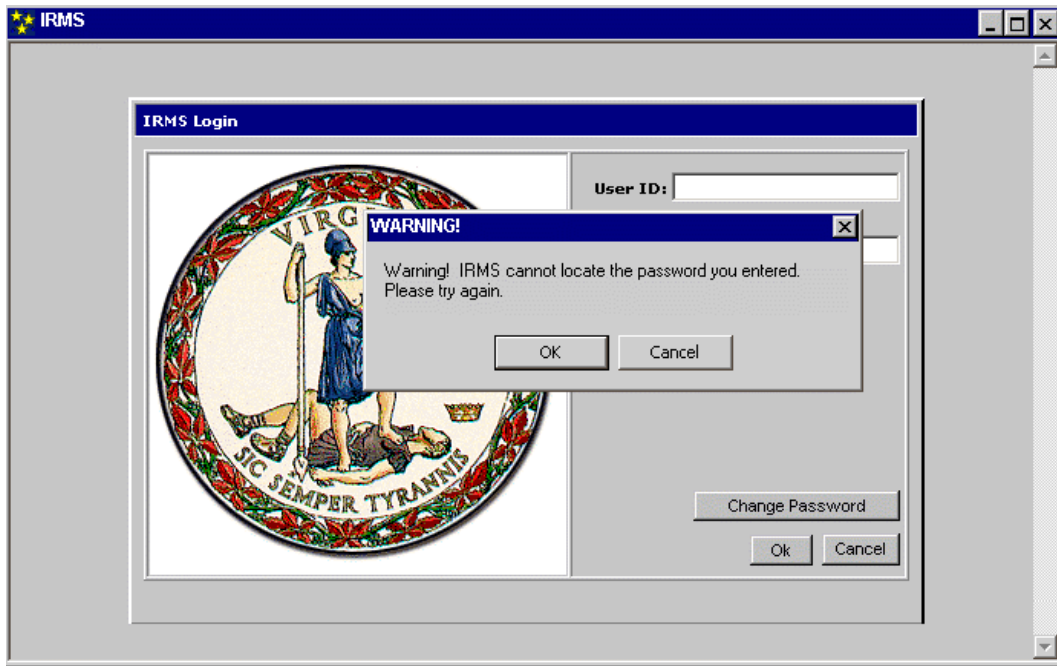 IRMS
IRMS Login
User ID:
VIRG
WARNING!
Warning!  IRMS cannot locate the password you entered.
Please try again.
OK
Cancel
SIC SEMPER TYRANNIS
Change Password
Ok
Cancel